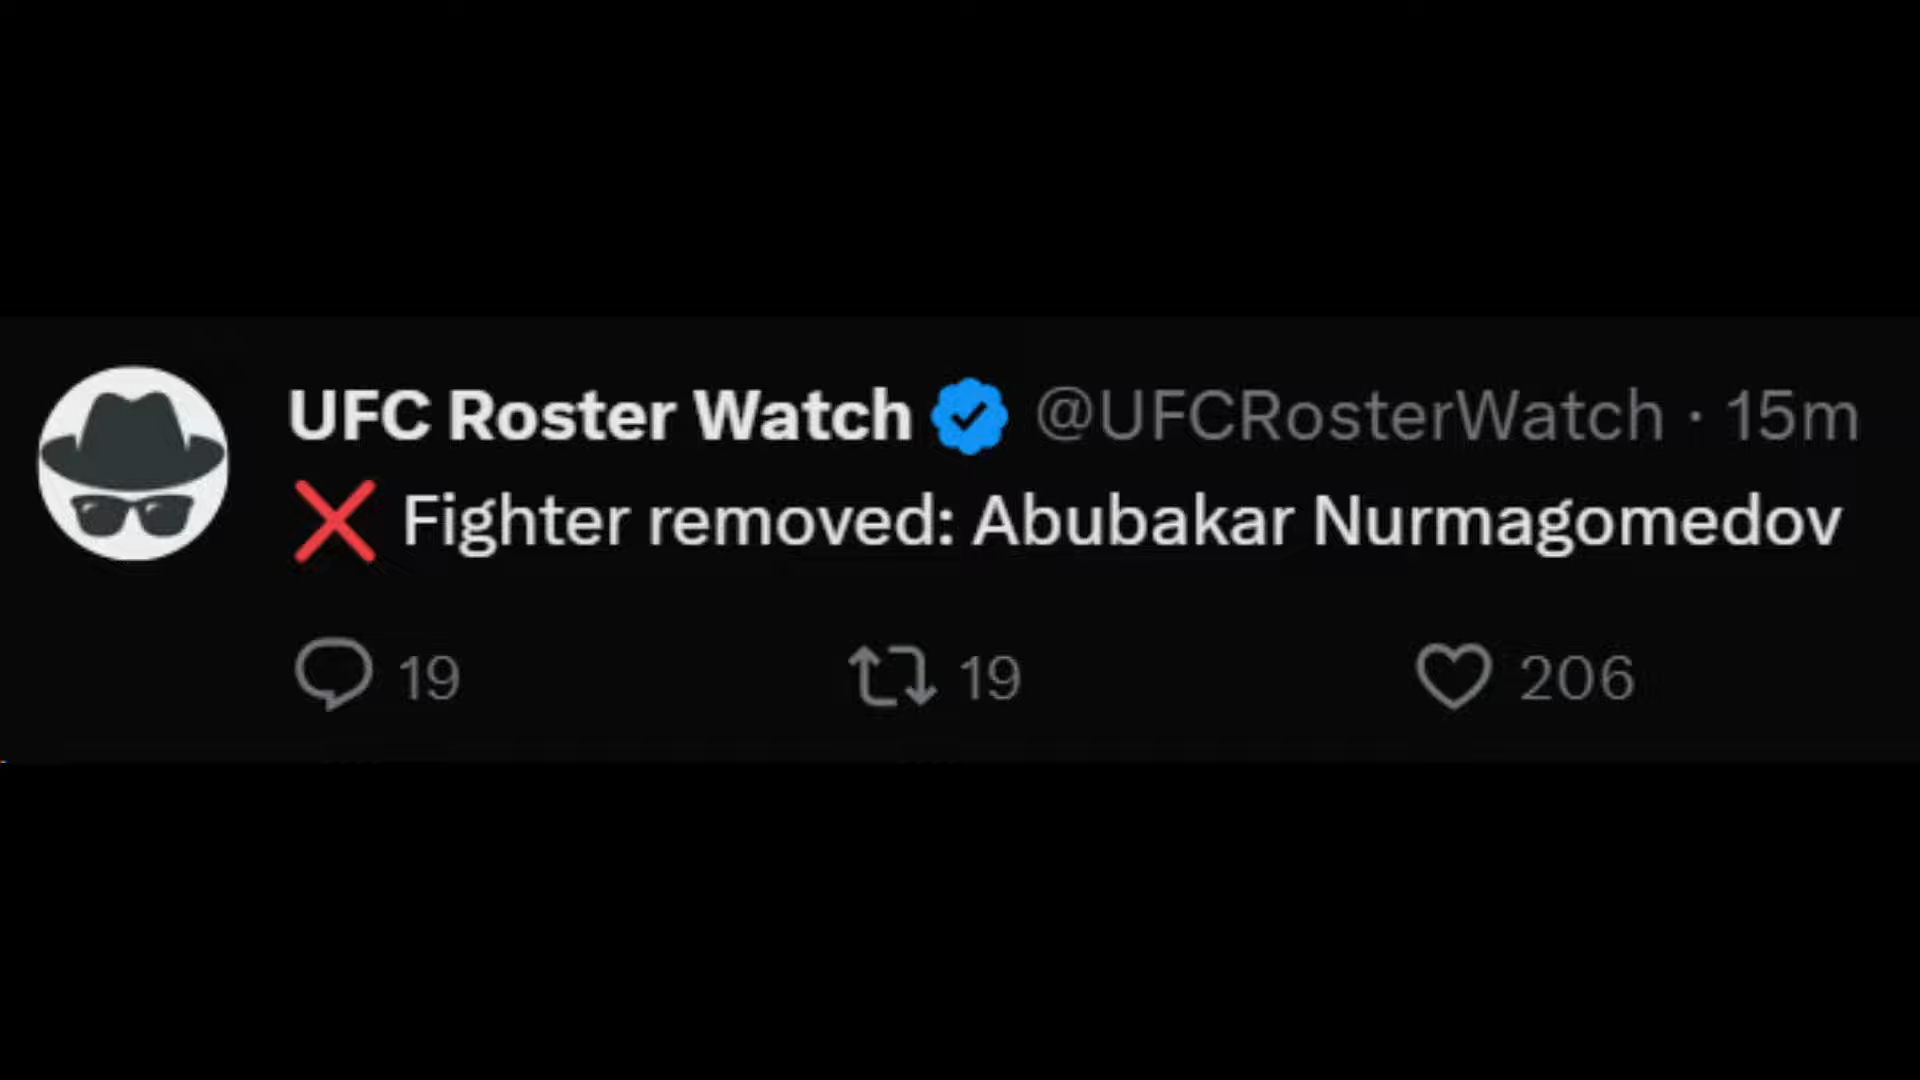 UFC Roster Watch @UFCRosterWatch · 15m
❌ Fighter removed: Abubakar Nurmagomedov
19 19 206